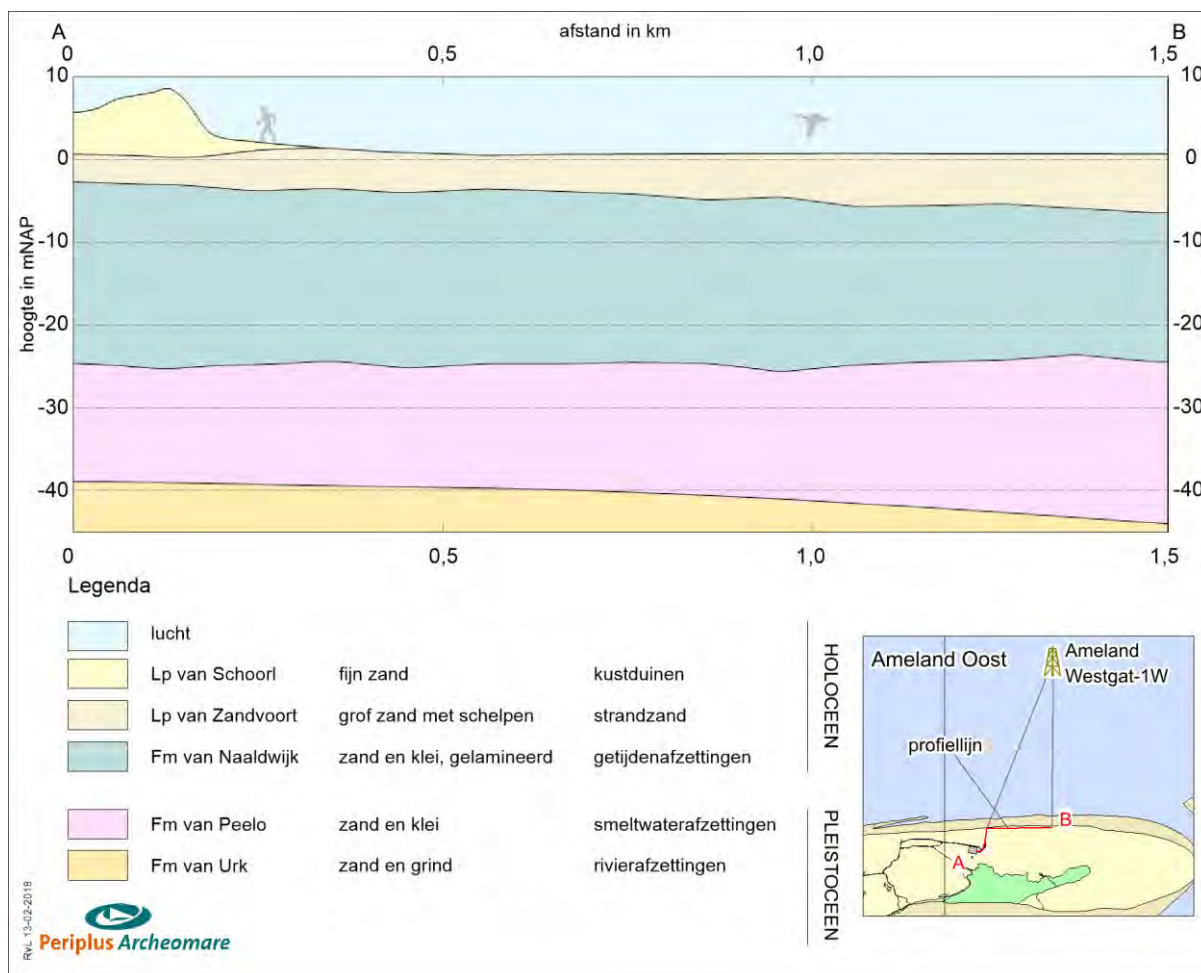 A afstand in km B
0 0,5 1,0 1,5
10 10
0 0
-10 -10
-20 -20
-30 -30
-40 -40
hoogte in mNAP
0 0,5 1,0 1,5
Legenda
lucht
Lp van Schoorl fijn zand kustduinen
Lp van Zandvoort grof zand met schelpen strandzand
Fm van Naaldwijk zand en klei, gelamineerd getijdenafzettingen
HOLOCEEN
Fm van Peelo zand en klei smeltwaterafzettingen
Fm van Urk zand en grind rivierafzettingen
PLEISTOCEEN
Ameland Oost
Ameland
Westgat-1W
profiellijn
B
A
RvL 13-02-2018
Periplus Archeomare